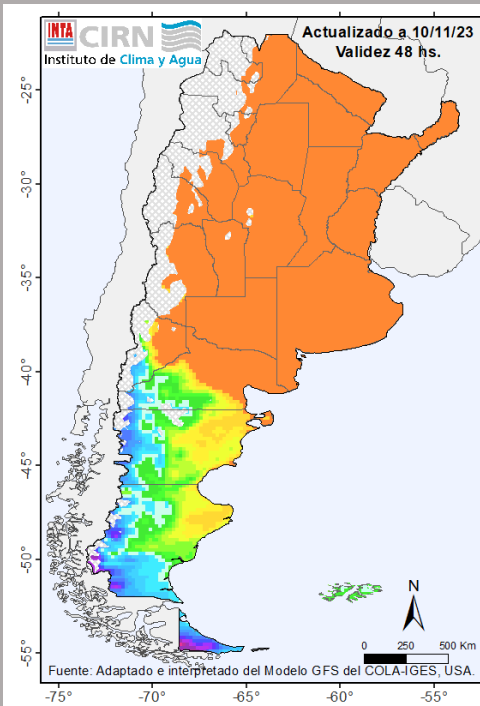 INTA CIRN
Instituto de Clima y Agua
Actualizado a 10/11/23
Validez 48 hs.
-25°
-30°
-35°
-40°
-45°
-50°
-55°
N
0 250 500 Km
Fuente: Adaptado e interpretado del Modelo GFS del COLA-IGES, USA.
-75° -70° -65° -60° -55°